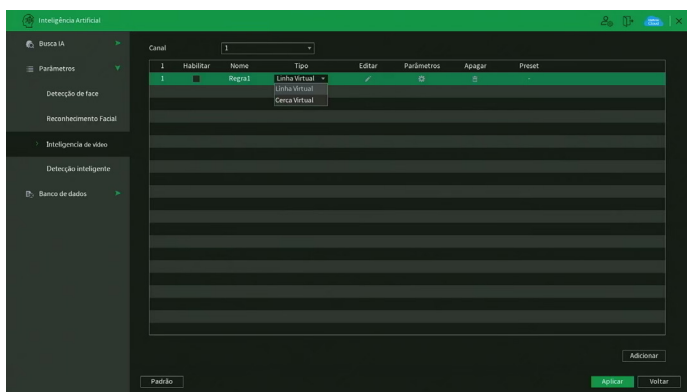 Inteligência Artificial
Busca IA
Canal 1
Parâmetros
1 Habilitar Nome Tipo Editar Parâmetros Apagar Preset
1 Regra1 Linha Virtual -
Linha Virtual
Cerca Virtual
Detecção de face
Reconhecimento Facial
Inteligencia de vídeo
Detecção inteligente
Banco de dados
Adicionar
Padrão Aplicar Voltar